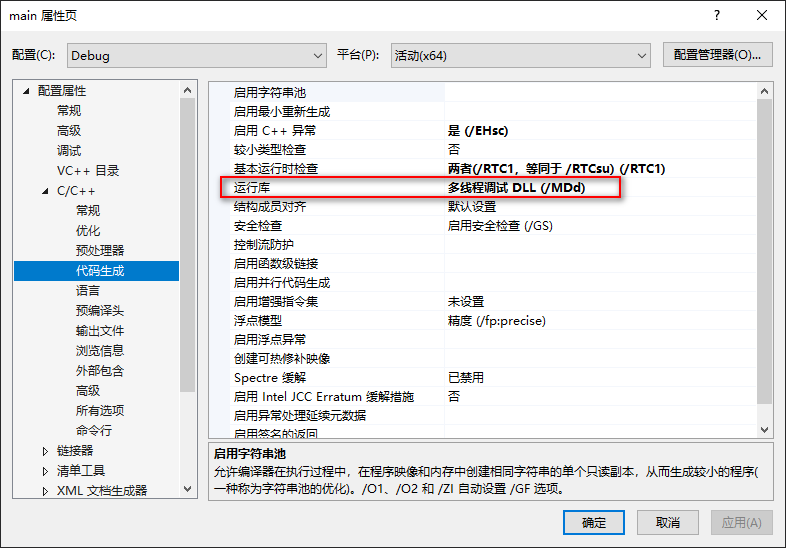 main 属性页
配置(C): Debug 平台(P): 活动(x64) 配置管理器(O)...
配置属性
常规
高级
调试
VC++ 目录
C/C++
常规
优化
预处理器
代码生成
语言
预编译头
输出文件
浏览信息
外部包含
高级
所有选项
命令行
链接器
清单工具
XML 文档生成器
启用字符串池
启用最小重新生成
启用 C++ 异常 是 (/EHsc)
较小类型检查 否
基本运行时检查 两者(/RTC1，等同于 /RTCsu) (/RTC1)
运行库 多线程调试 DLL (/MDd)
结构成员对齐 默认设置
安全检查 启用安全检查 (/GS)
控制流防护
启用函数级链接
启用并行代码生成
启用增强指令集 未设置
浮点模型 精度 (/fp:precise)
启用浮点异常
创建可热修补映像
Spectre 缓解 已禁用
启用 Intel JCC Erratum 缓解措施 否
启用异常处理延续元数据
启用签名的返回
启用字符串池
允许编译器在执行过程中，在程序映像和内存中创建相同字符串的单个只读副本，从而生成较小的程序(
一种称为字符串池的优化)。/O1、/O2 和 /ZI 自动设置 /GF 选项。
确定 取消 应用(A)